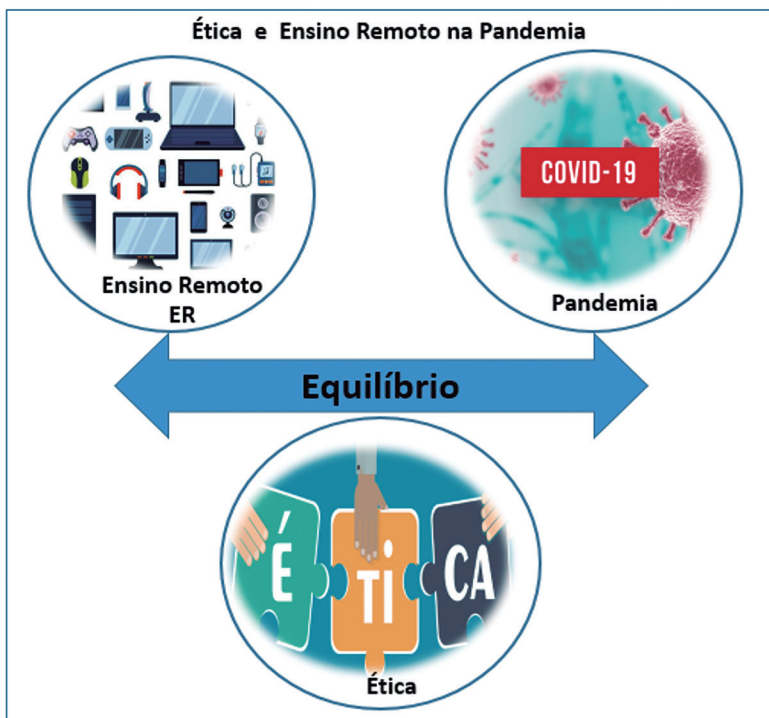 Ética e Ensino Remoto na Pandemia
Ensino Remoto
ER
COVID-19
Pandemia
Equilíbrio
É TI CA
Ética